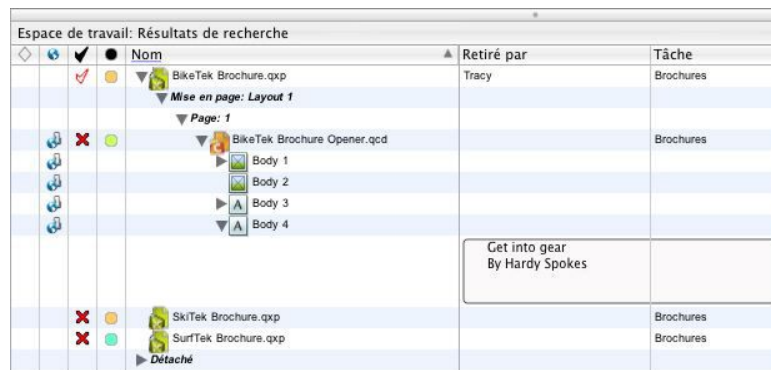 Espace de travail: Résultats de recherche
Nom Retiré par Tâche
BikeTek Brochure.qxp Tracy Brochures
Mise en page: Layout 1
Page: 1
BikeTek Brochure Opener.qcd Brochures
Body 1
Body 2
A Body 3
A Body 4
Get into gear
By Hardy Spokes
SkiTek Brochure.qxp Brochures
SurfTek Brochure.qxp Brochures
Détaché